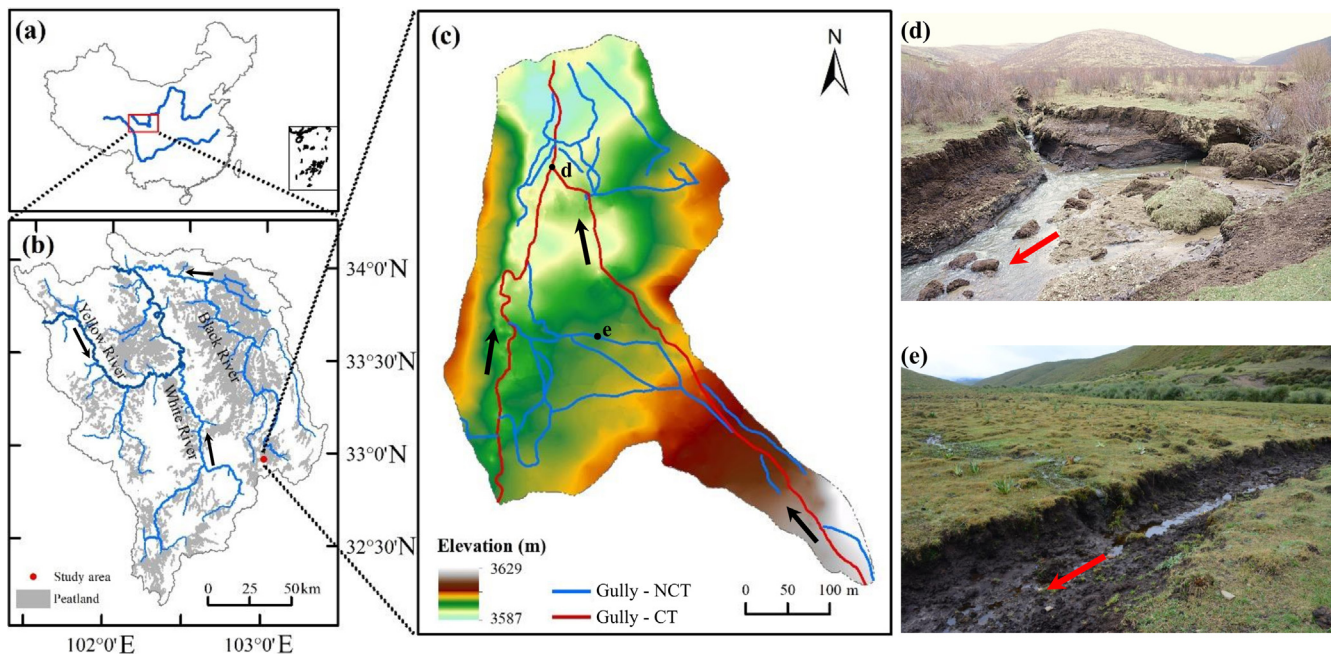 (a)
(b)
Yellow River
Black River
White River
34°0'N
33°30'N
33°0'N
32°30'N
Study area
Peatland
0 25 50km
102°0'E
103°0'E
(c)
N
d
e
Elevation (m)
3629
3587
Gully - NCT
Gully - CT
0 50 100 m
(d)
(e)